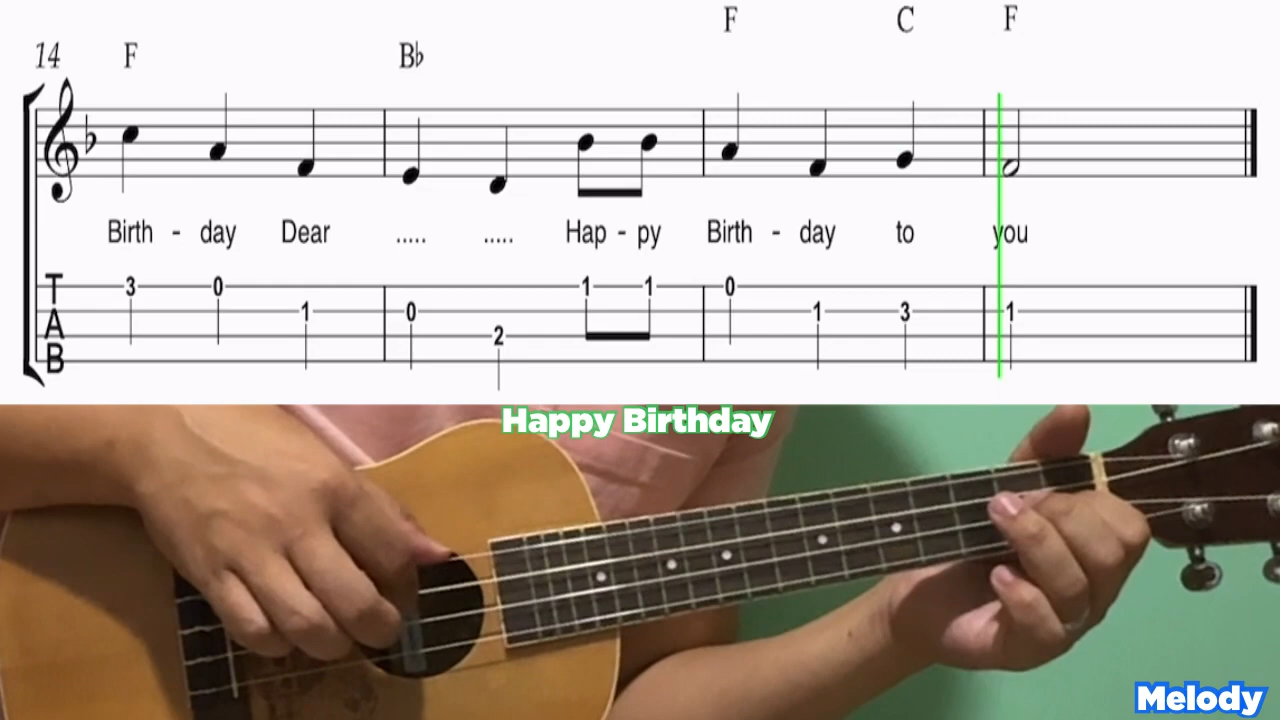 F C F
14 F Bb
Birth - day Dear ..... ..... Hap - py Birth - day to you
T 3 0 1 1 0
A 1 0 1 3 1
B 2
Happy Birthday
Melody